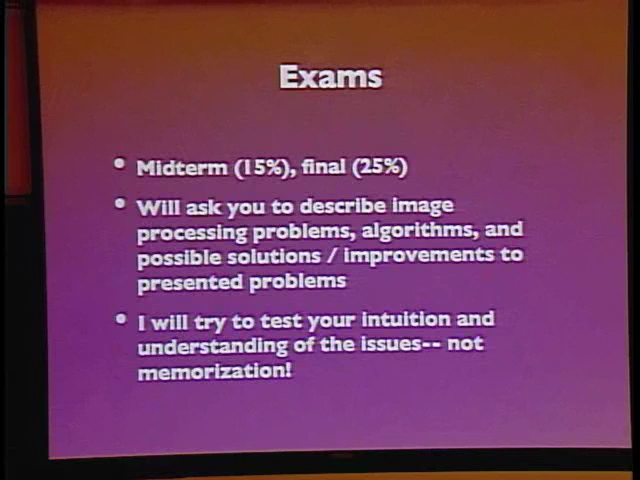 Exams
• Midterm (15%), final (25%)
• Will ask you to describe image
processing problems, algorithms, and
possible solutions / improvements to
presented problems
• I will try to test your intuition and
understanding of the issues-- not
memorization!